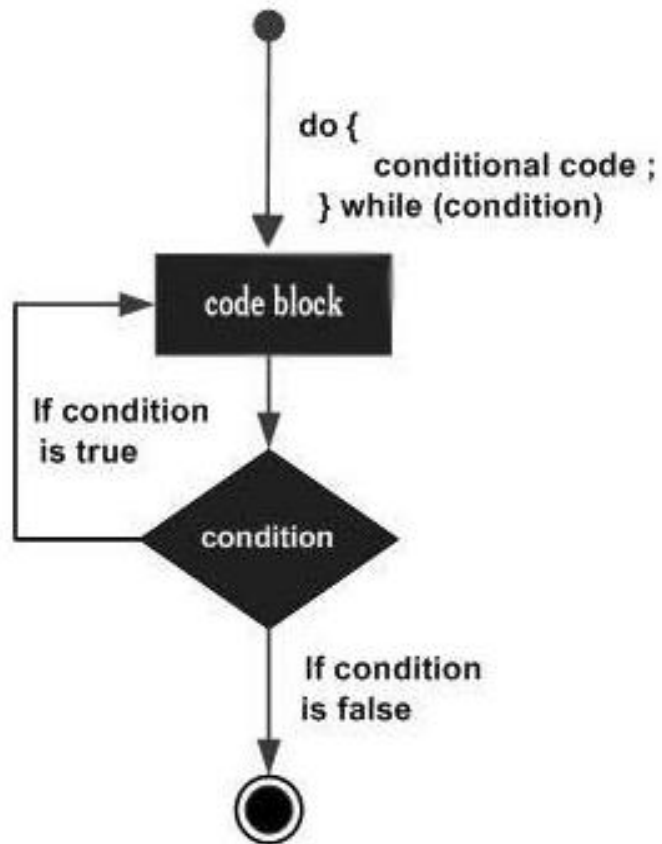 do {
conditional code ;
} while (condition)
code block
If condition
is true
condition
If condition
is false